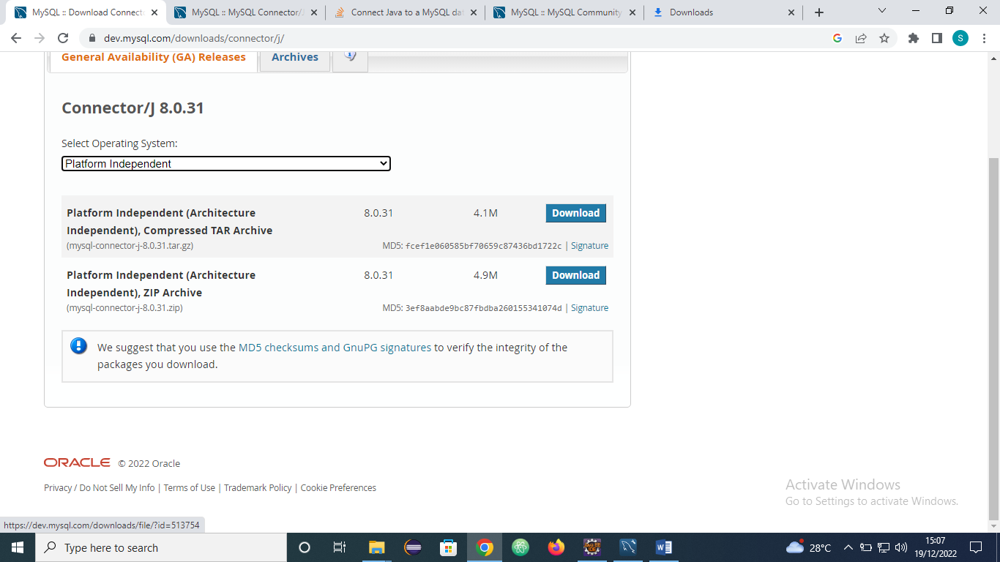 MySQL :: Download Connecto
MySQL :: MySQL Connector/J
Connect Java to a MySQL dat
MySQL :: MySQL Community
Downloads
dev.mysql.com/downloads/connector/j/
S
General Availability (GA) Releases
Archives
Connector/J 8.0.31
Select Operating System:
Platform Independent
Platform Independent (Architecture 8.0.31 4.1M Download
Independent), Compressed TAR Archive
(mysql-connector-j-8.0.31.tar.gz) MD5: fcef1e060585bf70659c87436bd1722c | Signature
Platform Independent (Architecture 8.0.31 4.9M Download
Independent), ZIP Archive
(mysql-connector-j-8.0.31.zip) MD5: 3ef8aabde9bc87fbdba260155341074d | Signature
We suggest that you use the MD5 checksums and GnuPG signatures to verify the integrity of the
packages you download.
ORACLE © 2022 Oracle
Privacy / Do Not Sell My Info | Terms of Use | Trademark Policy | Cookie Preferences
Activate Windows
Go to Settings to activate Windows.
https://dev.mysql.com/downloads/file/?id=513754
Type here to search
28°C
15:07
19/12/2022